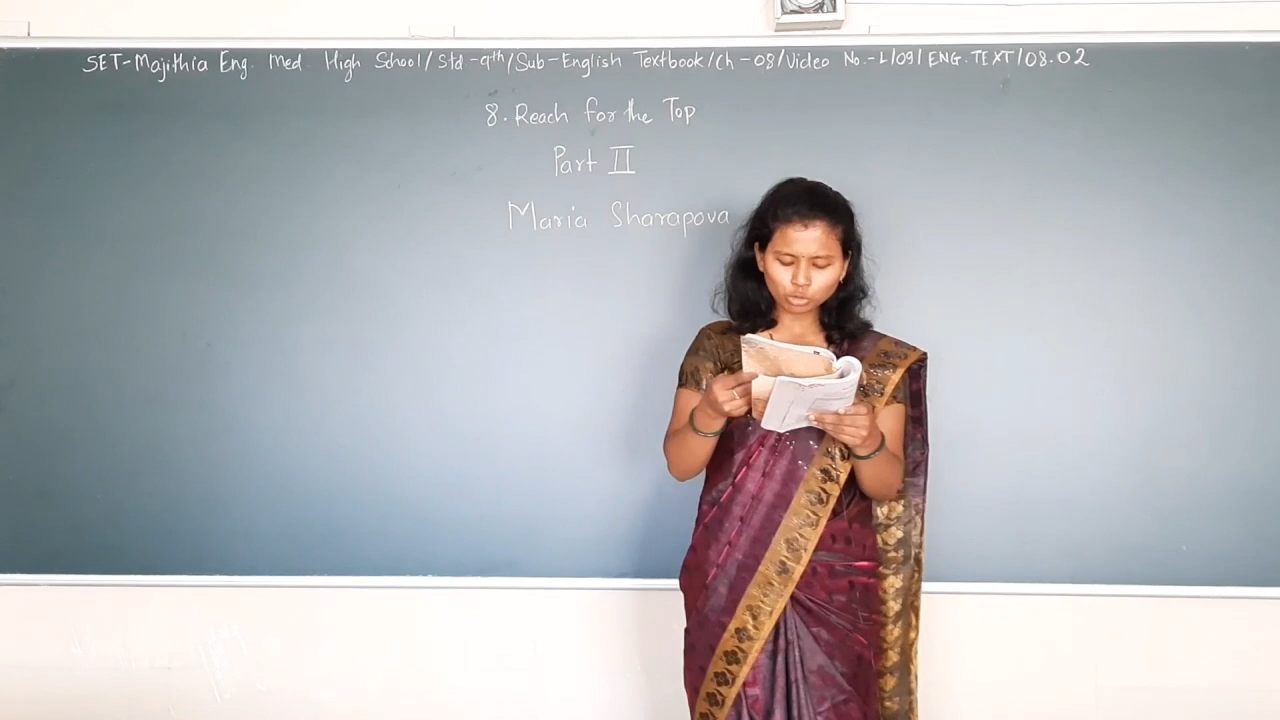 SET-Majithia Eng. Med High School/Std-9th/Sub-English Textbook/Ch-08/Video No.-L/09/ENG.TEXT/08.02
8. Reach for the Top
Part II
Maria Sharapova